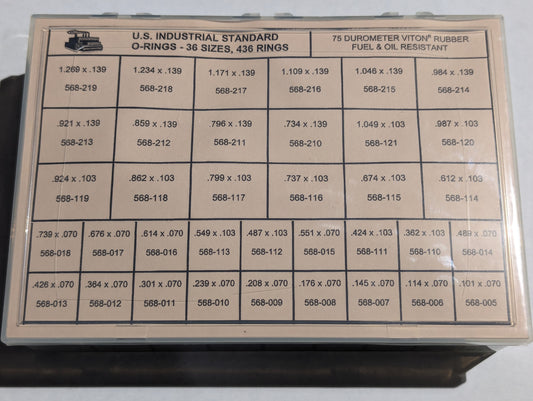 U.S. INDUSTRIAL STANDARD
O-RINGS - 36 SIZES, 436 RINGS
75 DUROMETER VITON® RUBBER
FUEL & OIL RESISTANT
1.269 x .139 1.234 x .139 1.171 x .139 1.109 x .139 1.046 x .139 .984 x .139
568-219 568-218 568-217 568-216 568-215 568-214
.921 x .139 .859 x .139 .796 x .139 .734 x .139 1.049 x .103 .987 x .103
568-213 568-212 568-211 568-210 568-121 568-120
.924 x .103 .862 x .103 .799 x .103 .737 x .103 .674 x .103 .612 x .103
568-119 568-118 568-117 568-116 568-115 568-114
.739 x .070 .676 x .070 .614 x .070 .549 x .103 .487 x .103 .551 x .070 .424 x .103 .362 x .103 .489 x .070
568-018 568-017 568-016 568-113 568-112 568-015 568-111 568-110 568-014
.426 x .070 .364 x .070 .301 x .070 .239 x .070 .208 x .070 .176 x .070 .145 x .070 .114 x .070 .101 x .070
568-013 568-012 568-011 568-010 568-009 568-008 568-007 568-006 568-005